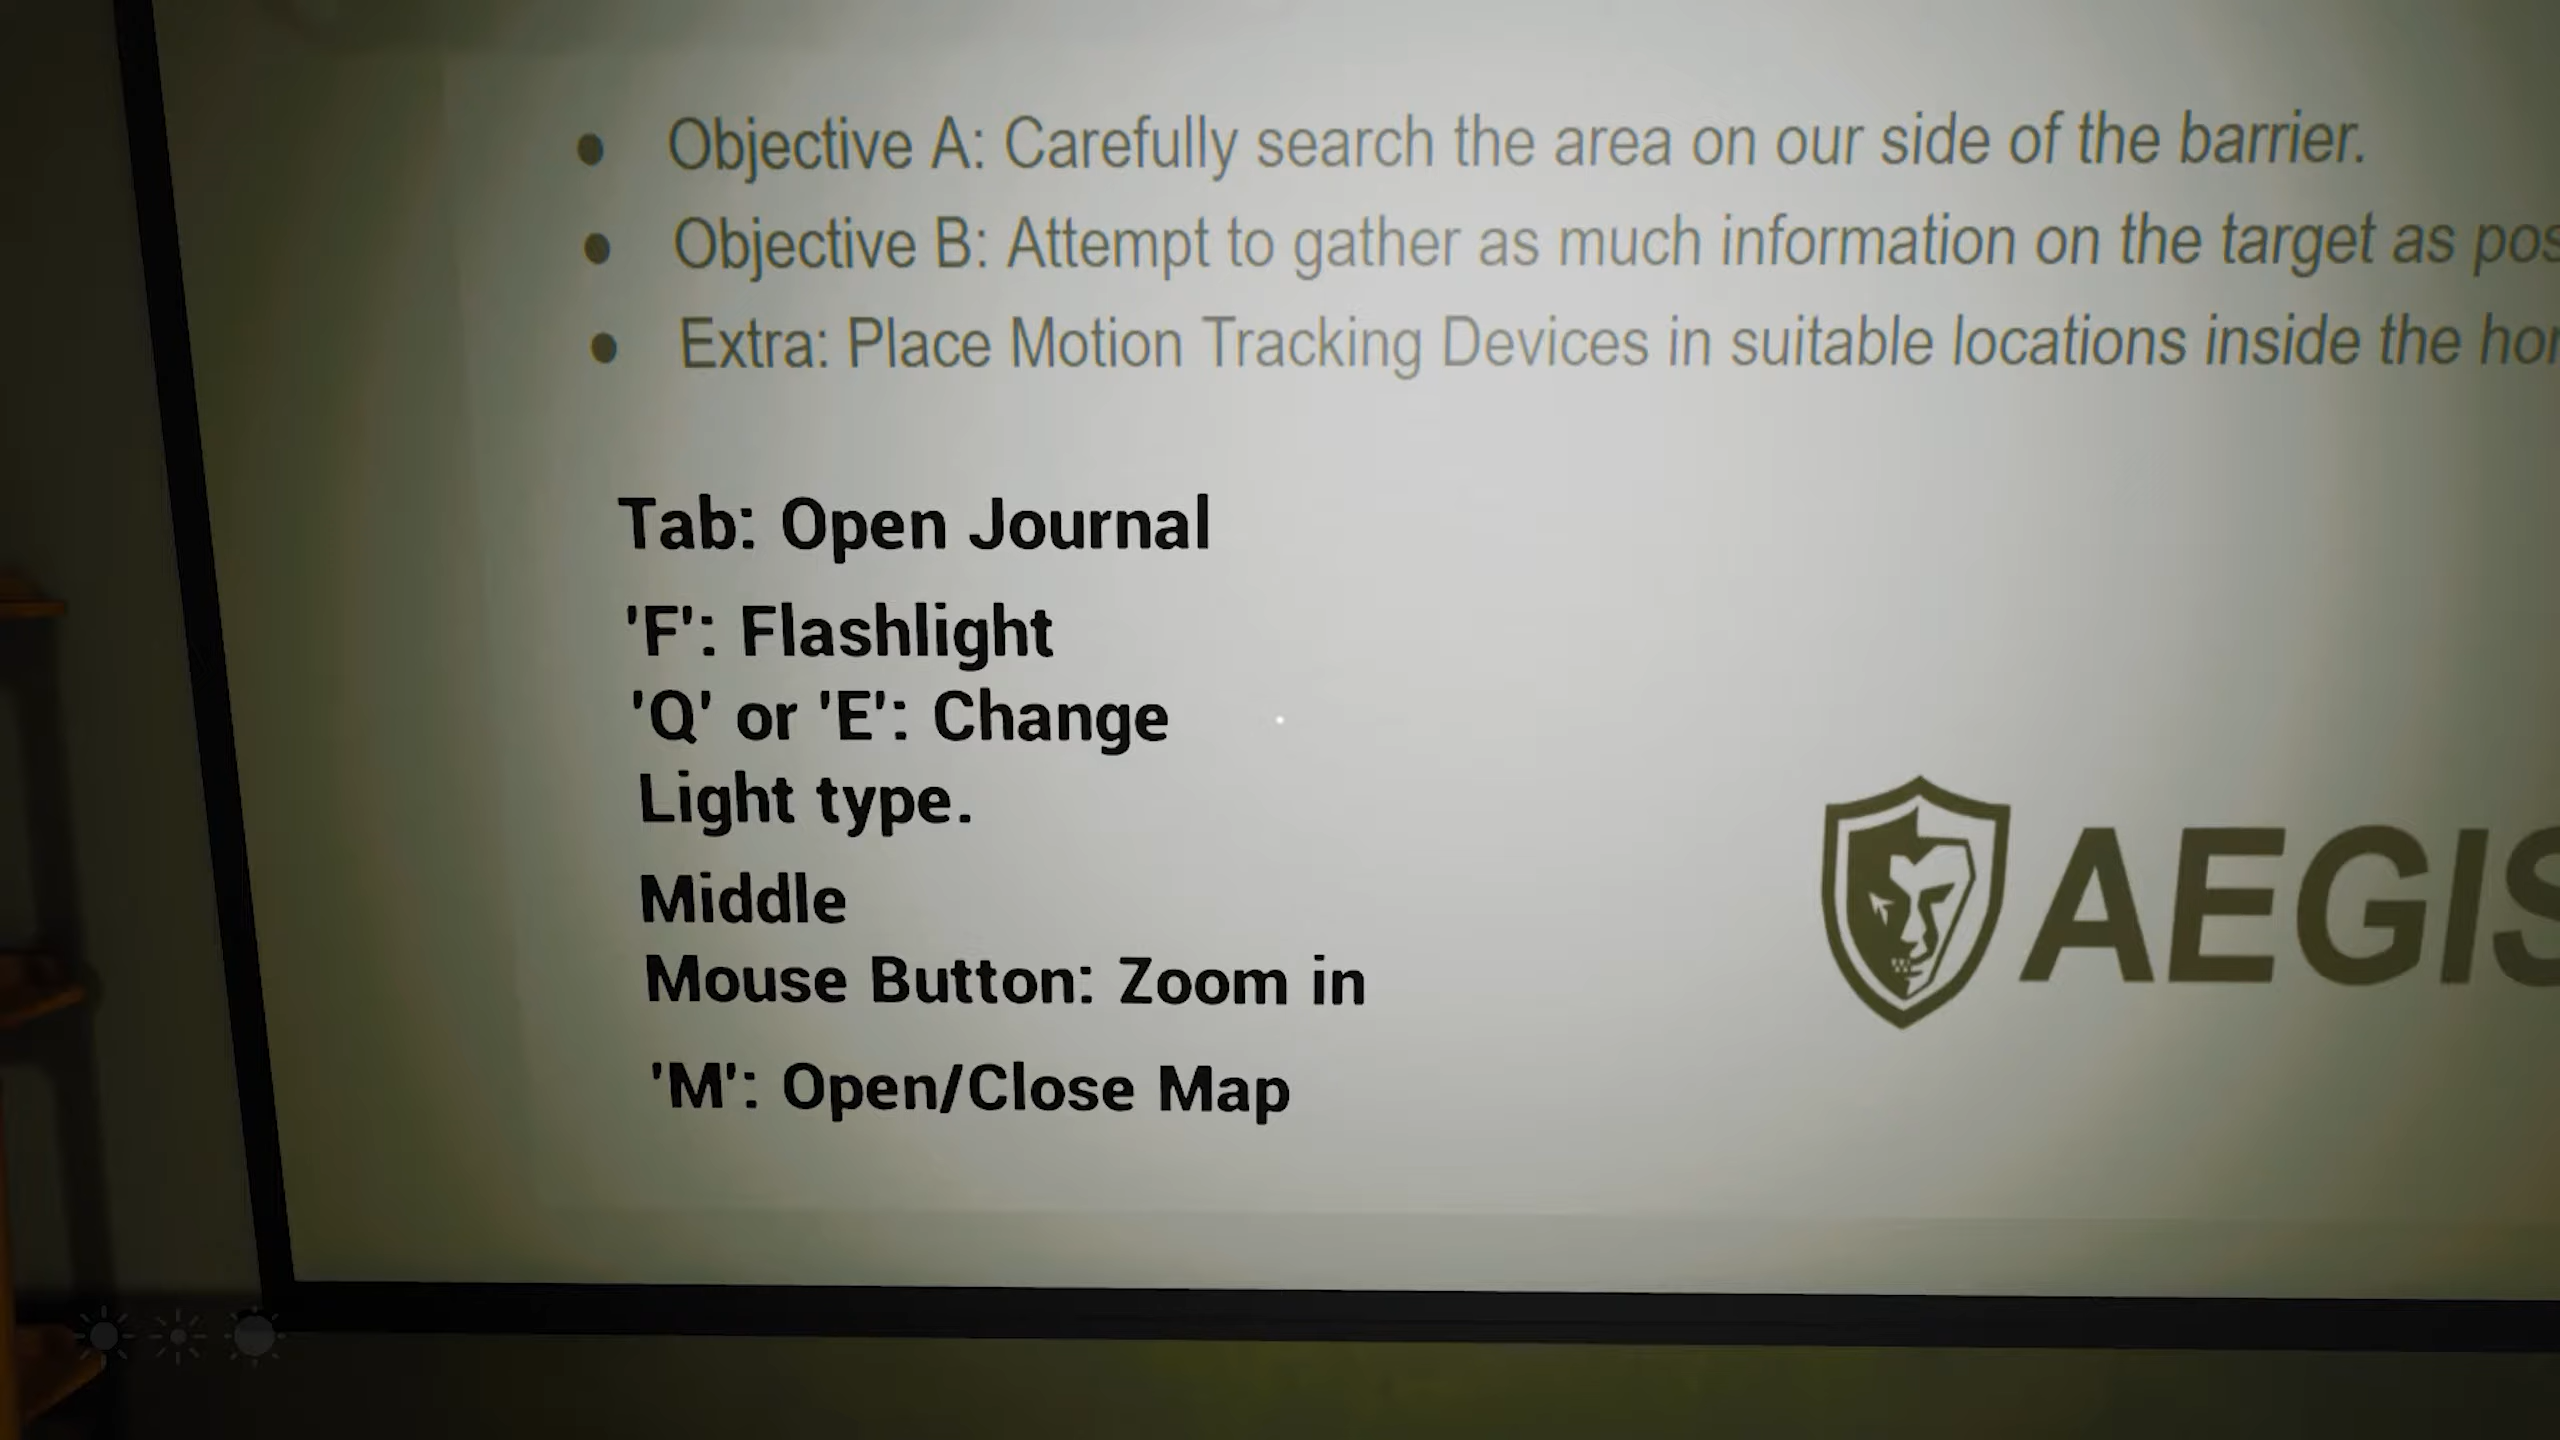 ● Objective A: Carefully search the area on our side of the barrier.
● Objective B: Attempt to gather as much information on the target as
● Extra: Place Motion Tracking Devices in suitable locations inside the
Tab: Open Journal
'F': Flashlight
'Q' or 'E': Change
Light type.
Middle
Mouse Button: Zoom in
'M': Open/Close Map
AEGIS